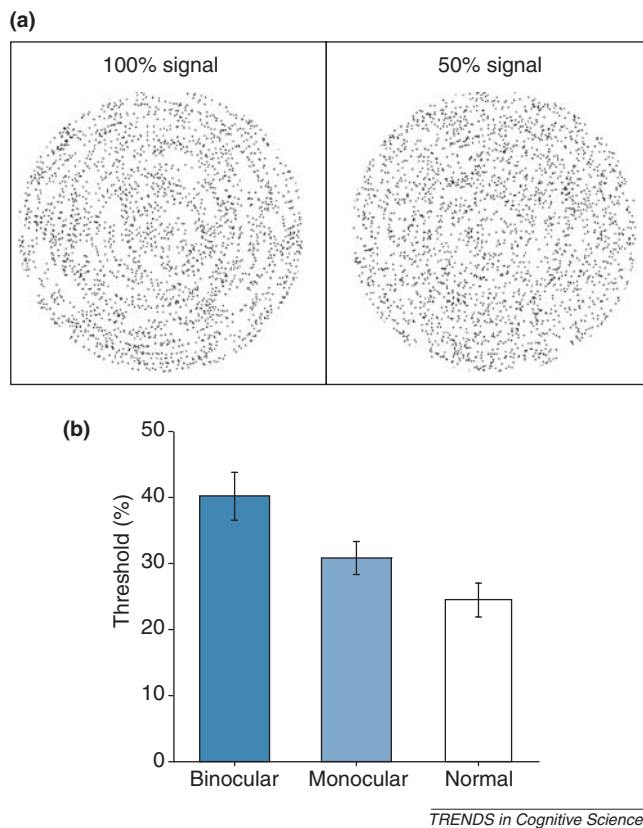 (a)
100% signal 50% signal
(b)
Threshold (%)
50
40
30
20
10
0
Binocular Monocular Normal
TRENDS in Cognitive Science